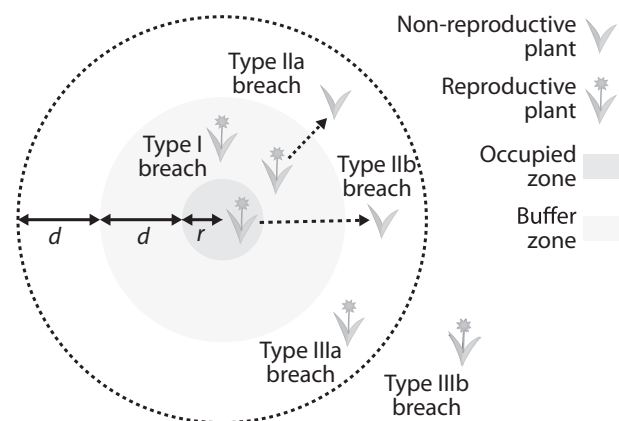 Non-reproductive
plant
Type IIa
breach
Reproductive
plant
Type I
breach
Type IIb
breach
Occupied
zone
d
d
r
Buffer
zone
Type IIIa
breach
Type IIIb
breach